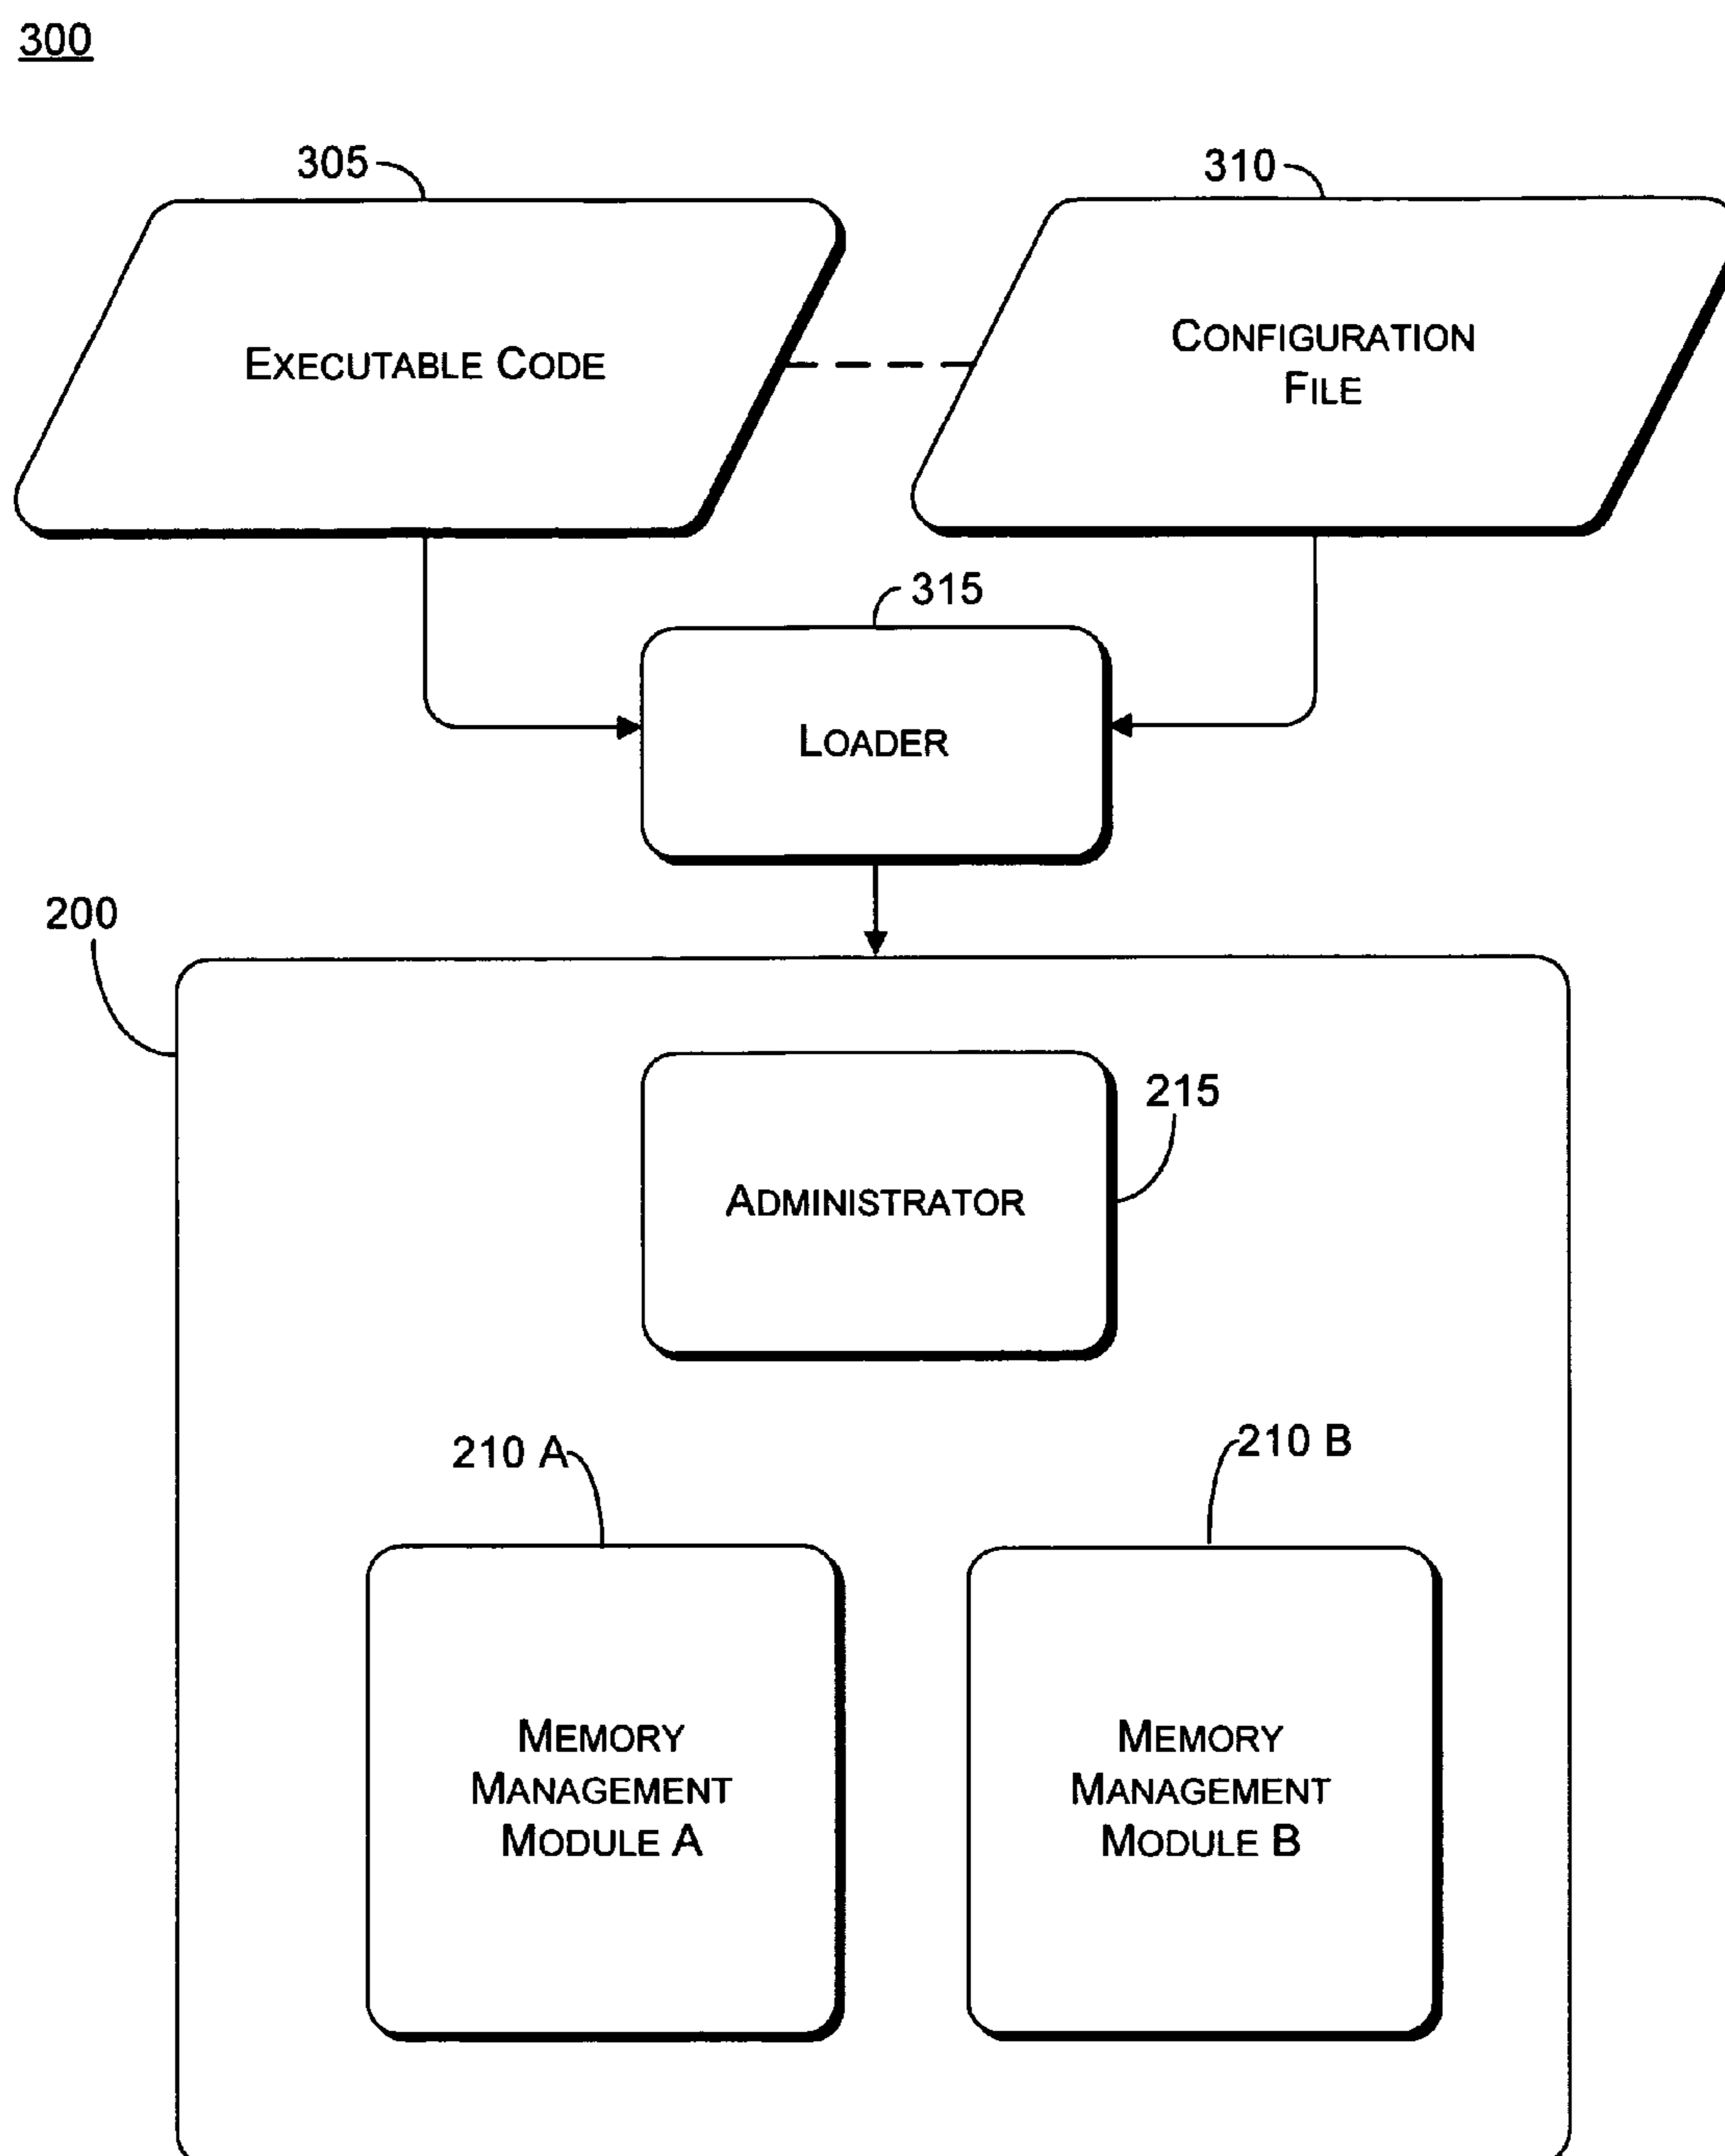 300
305
310
EXECUTABLE CODE
CONFIGURATION
FILE
315
LOADER
200
215
ADMINISTRATOR
210 A
210 B
MEMORY
MANAGEMENT
MODULE A
MEMORY
MANAGEMENT
MODULE B